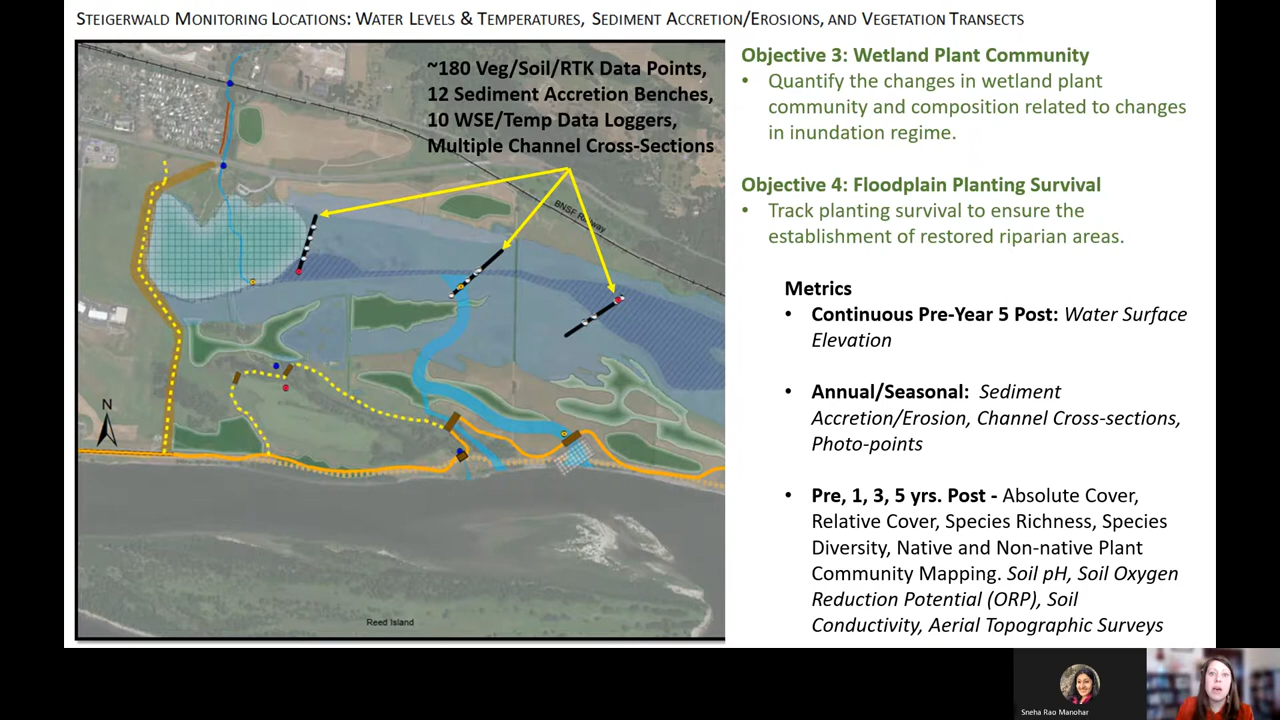 STEIGERWALD MONITORING LOCATIONS: WATER LEVELS & TEMPERATURES, SEDIMENT ACCRETION/EROSIONS, AND VEGETATION TRANSECTS
~180 Veg/Soil/RTK Data Points,
12 Sediment Accretion Benches,
10 WSE/Temp Data Loggers,
Multiple Channel Cross-Sections
BNSF Railway
N
Reed Island
Objective 3: Wetland Plant Community
• Quantify the changes in wetland plant
community and composition related to changes
in inundation regime.
Objective 4: Floodplain Planting Survival
• Track planting survival to ensure the
establishment of restored riparian areas.
Metrics
• Continuous Pre-Year 5 Post: Water Surface
Elevation
• Annual/Seasonal: Sediment
Accretion/Erosion, Channel Cross-sections,
Photo-points
• Pre, 1, 3, 5 yrs. Post - Absolute Cover,
Relative Cover, Species Richness, Species
Diversity, Native and Non-native Plant
Community Mapping. Soil pH, Soil Oxygen
Reduction Potential (ORP), Soil
Conductivity, Aerial Topographic Surveys
Sneha Rao Manohar